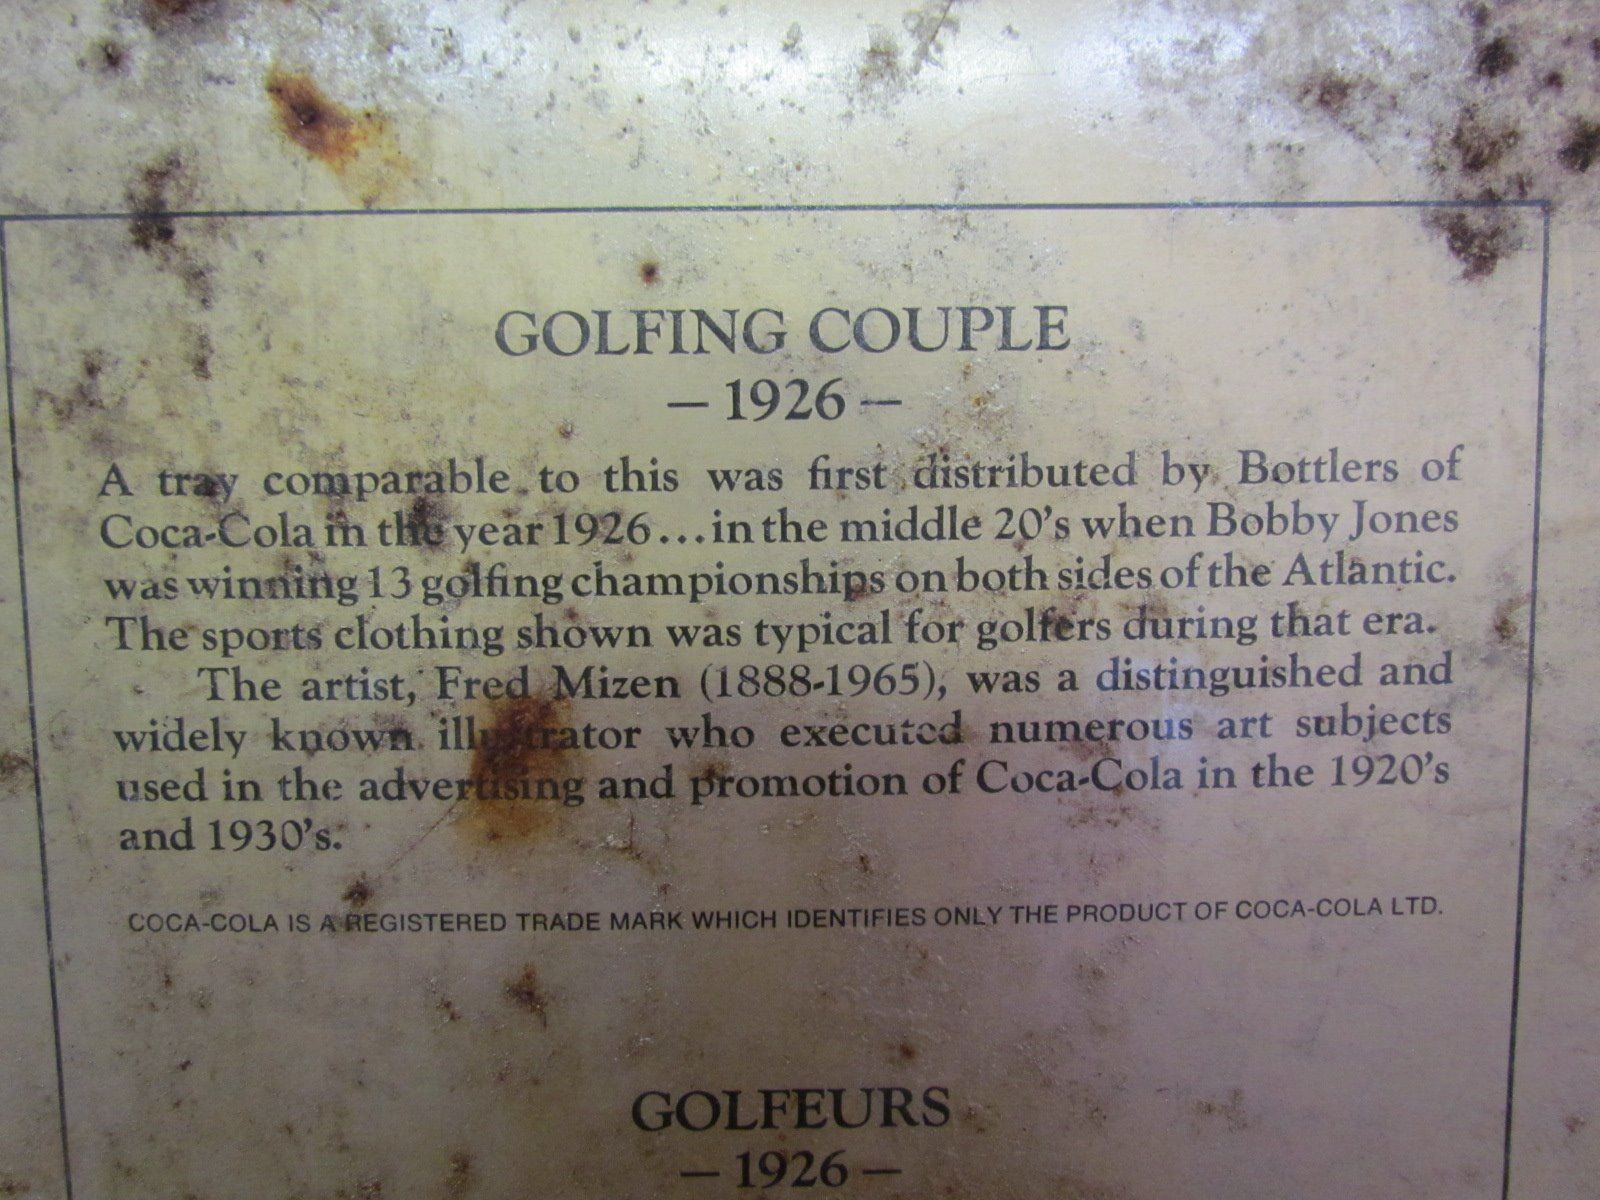 GOLFING COUPLE
— 1926 —
A tray comparable to this was first distributed by Bottlers of
Coca-Cola in the year 1926...in the middle 20's when Bobby Jones
was winning 13 golfing championships on both sides of the Atlantic.
The sports clothing shown was typical for golfers during that era.
The artist, Fred Mizen (1888-1965), was a distinguished and
widely known illustrator who executed numerous art subjects
used in the advertising and promotion of Coca-Cola in the 1920's
and 1930's.
COCA-COLA IS A REGISTERED TRADE MARK WHICH IDENTIFIES ONLY THE PRODUCT OF COCA-COLA LTD.
GOLFEURS
— 1926 —